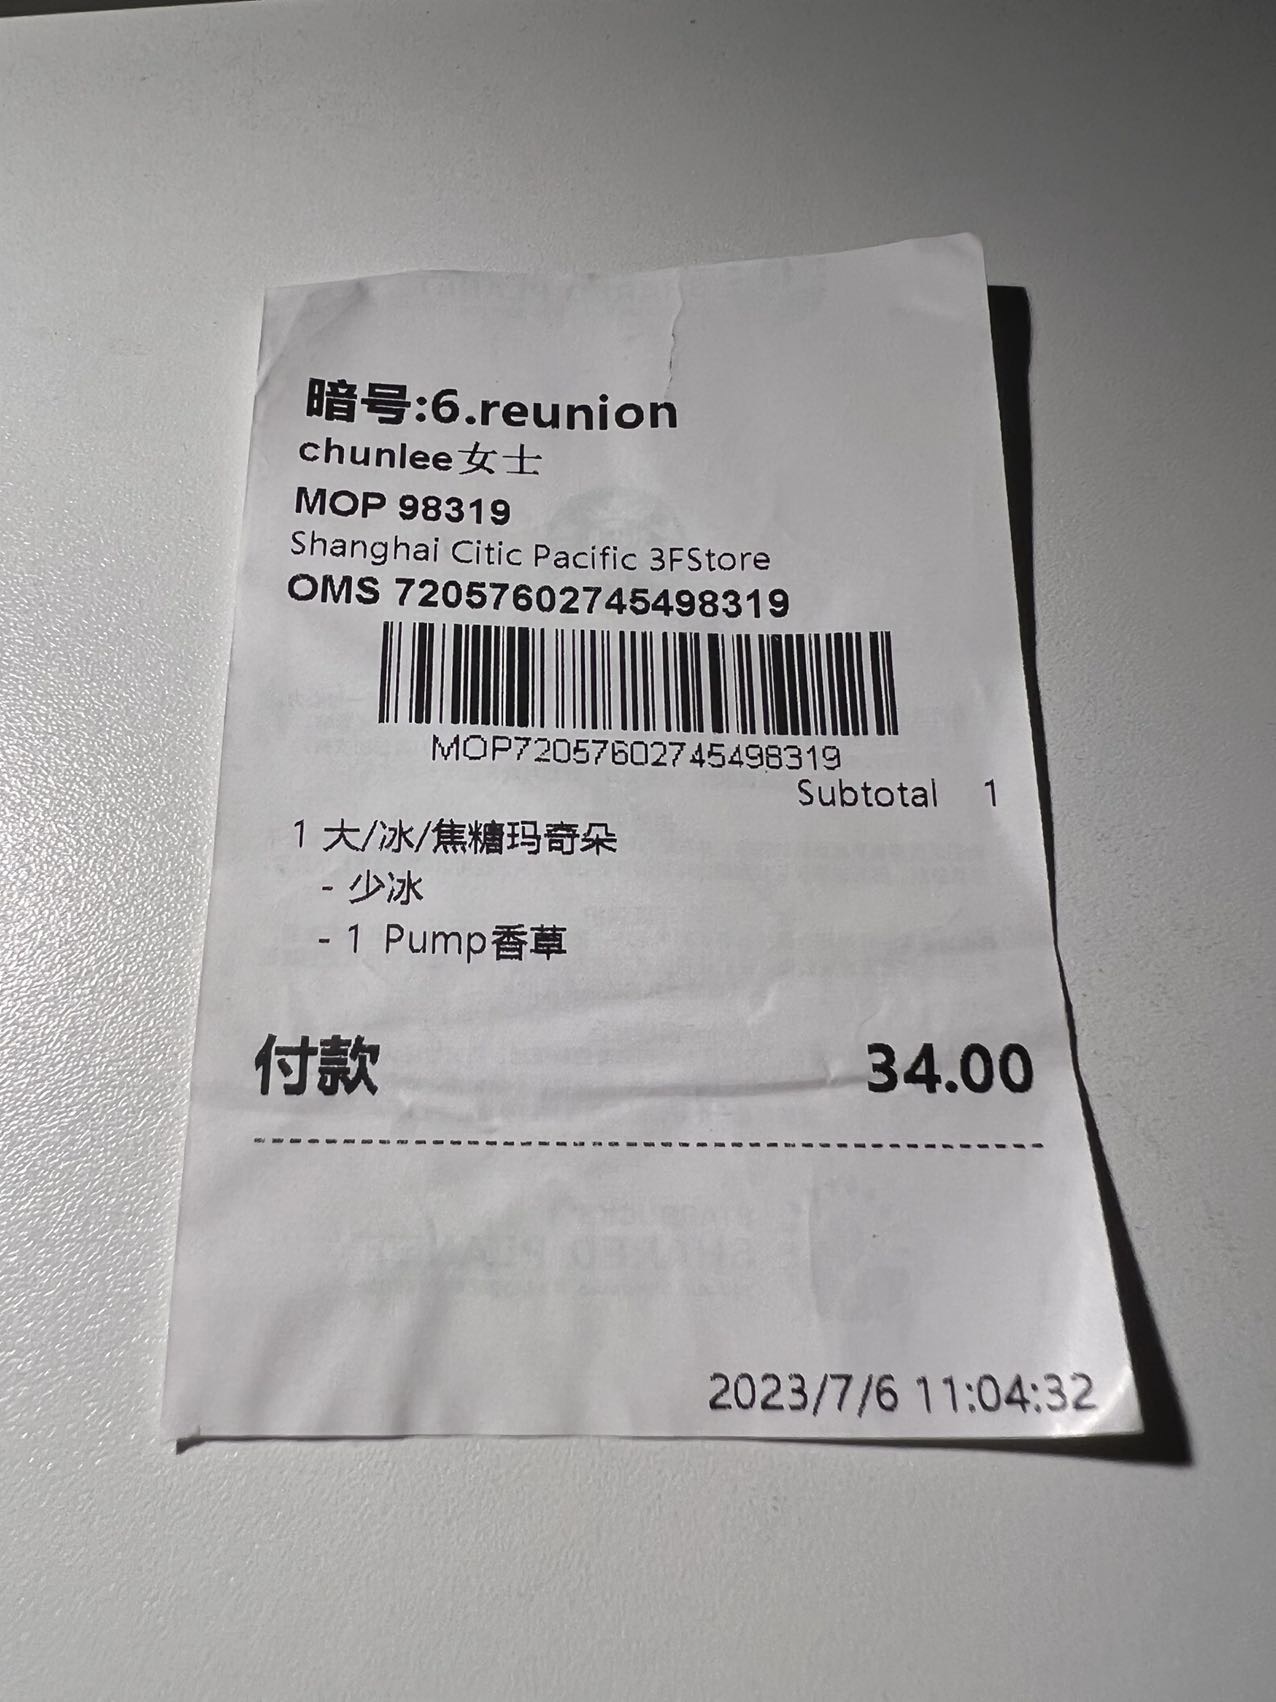 暗号:6.reunion
chunlee女士
MOP 98319
Shanghai Citic Pacific 3FStore
OMS 72057602745498319
MOP72057602745498319
Subtotal 1
1 大/冰/焦糖玛奇朵
- 少冰
- 1 Pump香草
付款 34.00
2023/7/6 11:04:32